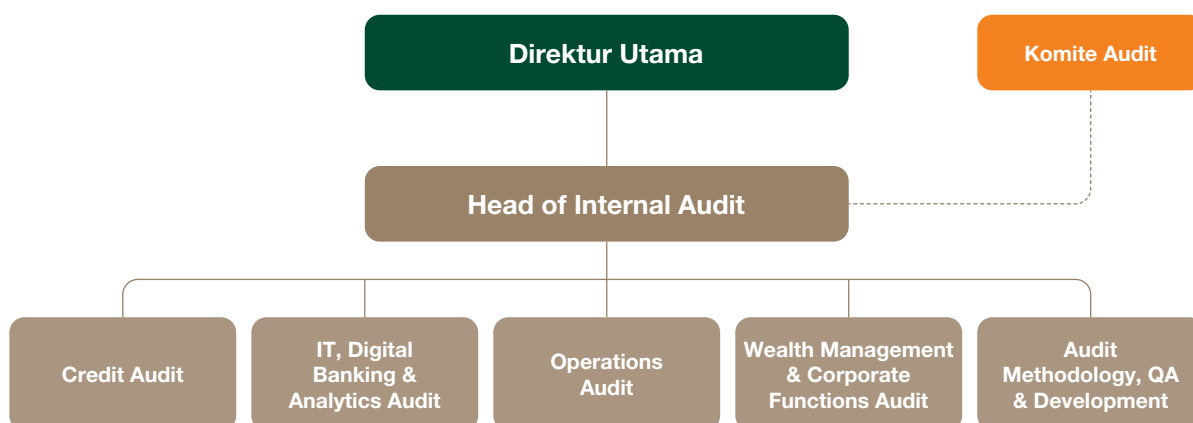 Direktur Utama
Komite Audit
Head of Internal Audit
Credit Audit
IT, Digital
Banking &
Analytics Audit
Operations
Audit
Wealth Management
& Corporate
Functions Audit
Audit
Methodology, QA
& Development